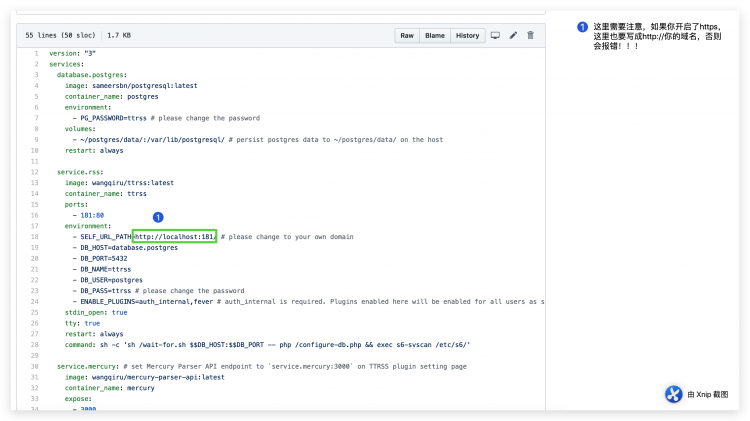 55 lines (50 sloc) 1.7 KB
Raw Blame History
1 version: "3"
2 services:
3 database.postgres:
4 image: sameersbn/postgresql:latest
5 container_name: postgres
6 environment:
7 - PG_PASSWORD=ttrss # please change the password
8 volumes:
9 - ~/postgres/data/:/var/lib/postgresql/ # persist postgres data to ~/postgres/data/ on the host
10 restart: always
11
12 service.rss:
13 image: wangqiru/ttrss:latest
14 container_name: ttrss
15 ports:
16 - 181:80
1
17 environment:
18 - SELF_URL_PATH=http://localhost:181/ # please change to your own domain
19 - DB_HOST=database.postgres
20 - DB_PORT=5432
21 - DB_NAME=ttrss
22 - DB_USER=postgres
23 - DB_PASS=ttrss # please change the password
24 - ENABLE_PLUGINS=auth_internal,fever # auth_internal is required. Plugins enabled here will be enabled for all users as s
25 stdin_open: true
26 tty: true
27 restart: always
28 command: sh -c 'sh /wait-for.sh $$DB_HOST:$$DB_PORT -- php /configure-db.php && exec s6-svscan /etc/s6/'
29
30 service.mercury: # set Mercury Parser API endpoint to `service.mercury:3000` on TTRSS plugin setting page
31 image: wangqiru/mercury-parser-api:latest
32 container_name: mercury
33 expose:
34 - 3000
1 这里需要注意，如果你开启了https，
这里也要写成http://你的域名，否则
会报错！！！
由 Xnip 截图